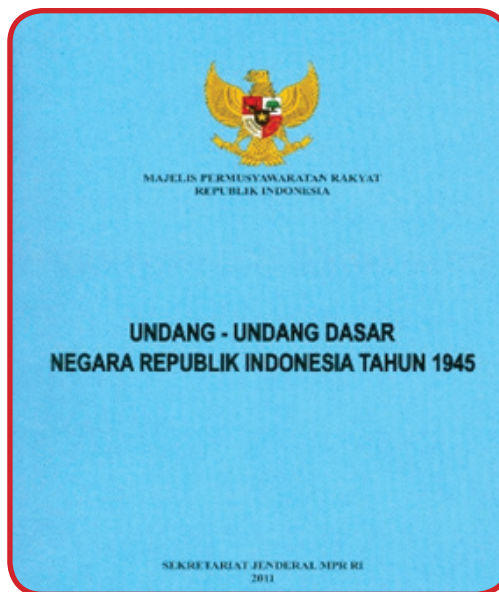 MAJELIS PERMUSYAWARATAN RAKYAT
REPUBLIK INDONESIA
UNDANG - UNDANG DASAR
NEGARA REPUBLIK INDONESIA TAHUN 1945
SEKRETARIAT JENDERAL MPR RI
2011